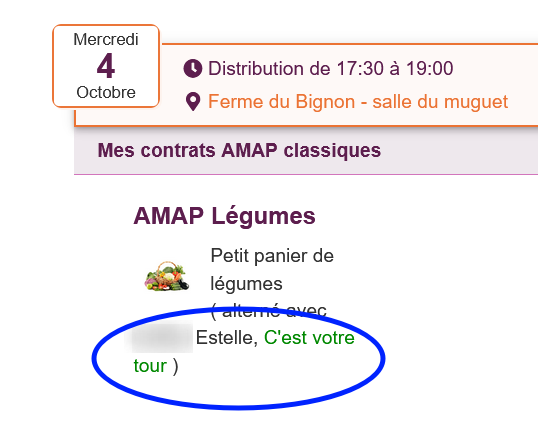 Mercredi
4
Octobre
Distribution de 17:30 à 19:00
Ferme du Bignon - salle du muguet
Mes contrats AMAP classiques
AMAP Légumes
Petit panier de
légumes
( alterné avec
Estelle, C'est votre
tour )